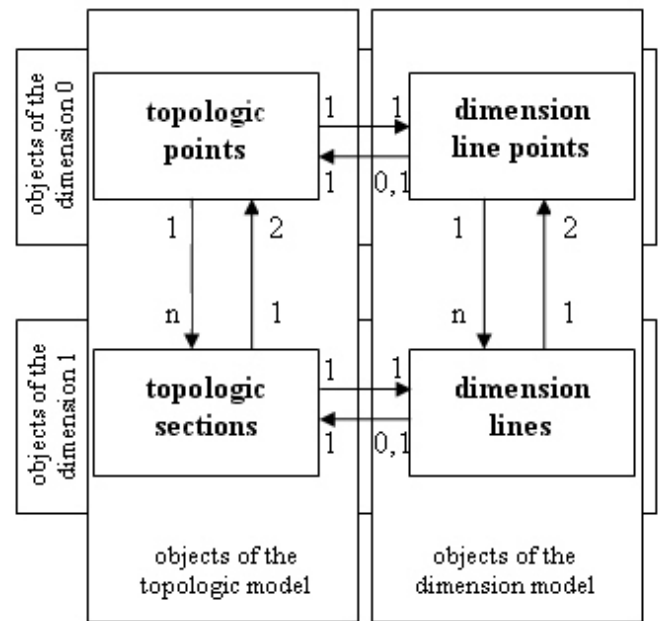 objects of the
dimension 0
topologic
points
1 1
1 0,1
dimension
line points
1 2
n 1
1 2
n 1
objects of the
dimension 1
topologic
sections
1 1
1 0,1
dimension
lines
objects of the
topologic model
objects of the
dimension model